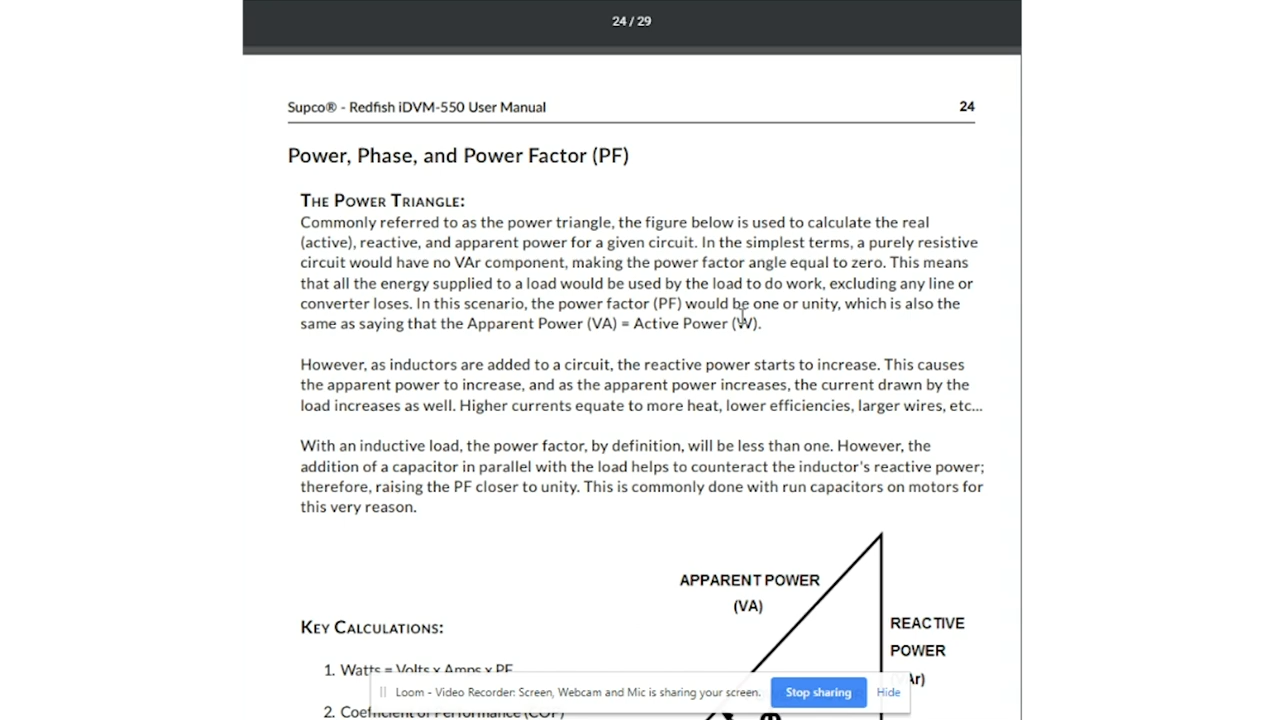 24 / 29
Supco® - Redfish iDVM-550 User Manual 24
Power, Phase, and Power Factor (PF)
THE POWER TRIANGLE:
Commonly referred to as the power triangle, the figure below is used to calculate the real
(active), reactive, and apparent power for a given circuit. In the simplest terms, a purely resistive
circuit would have no VAr component, making the power factor angle equal to zero. This means
that all the energy supplied to a load would be used by the load to do work, excluding any line or
converter loses. In this scenario, the power factor (PF) would be one or unity, which is also the
same as saying that the Apparent Power (VA) = Active Power (W).
However, as inductors are added to a circuit, the reactive power starts to increase. This causes
the apparent power to increase, and as the apparent power increases, the current drawn by the
load increases as well. Higher currents equate to more heat, lower efficiencies, larger wires, etc...
With an inductive load, the power factor, by definition, will be less than one. However, the
addition of a capacitor in parallel with the load helps to counteract the inductor's reactive power;
therefore, raising the PF closer to unity. This is commonly done with run capacitors on motors for
this very reason.
APPARENT POWER
(VA)
REACTIVE
POWER
(VAr)
KEY CALCULATIONS:
1. Watts = Volts x Amps x PF
Loom - Video Recorder: Screen, Webcam and Mic is sharing your screen. Stop sharing Hide
2. Coefficient of Performance (COP)